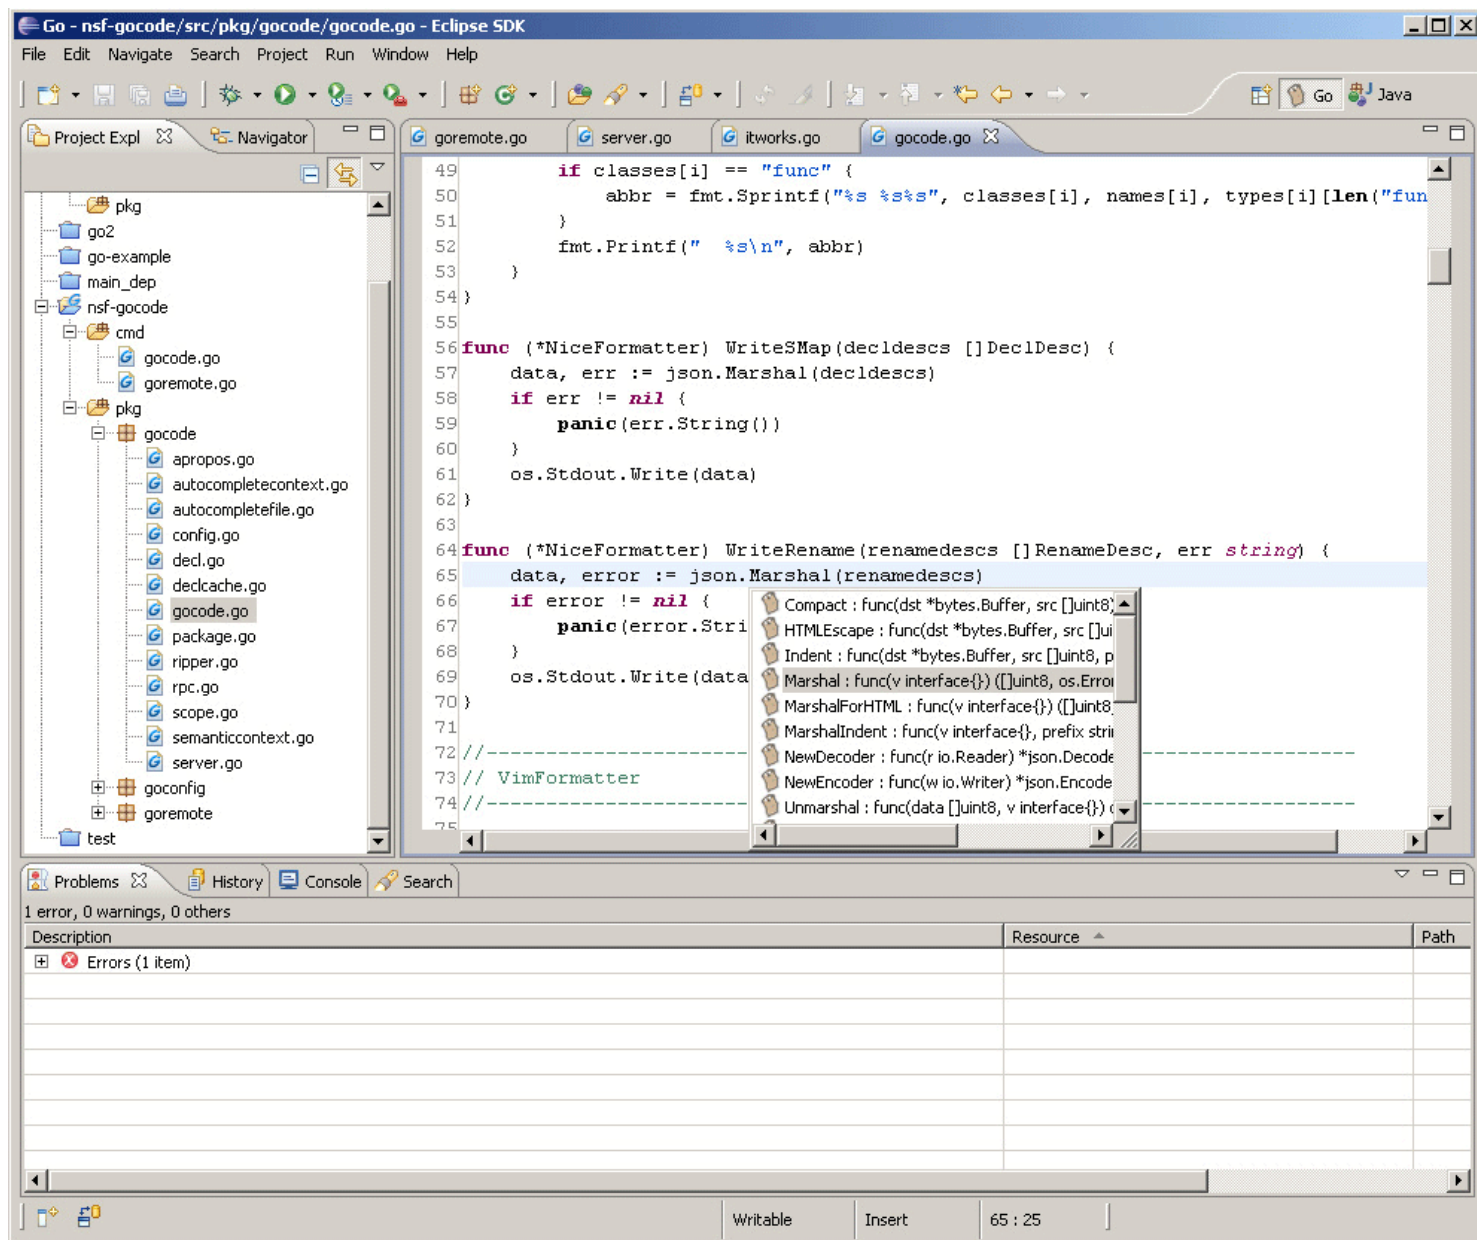 Go - nsf-gocode/src/pkg/gocode/gocode.go - Eclipse SDK
File Edit Navigate Search Project Run Window Help
Go Java
Project Expl Navigator
goremote.go server.go itworks.go gocode.go
pkg
go2
go-example
main_dep
nsf-gocode
cmd
gocode.go
goremote.go
pkg
gocode
apropos.go
autocompletecontext.go
autocompletefile.go
config.go
decl.go
declcache.go
gocode.go
package.go
ripper.go
rpc.go
scope.go
semanticcontext.go
server.go
goconfig
goremote
test
49 if classes[i] == "func" {
50 abbr = fmt.Sprintf("%s %s%s", classes[i], names[i], types[i][len("fun
51 }
52 fmt.Printf("  %s\n", abbr)
53 }
54 }
55
56 func (*NiceFormatter) WriteSMap(decldescs []DeclDesc) {
57 data, err := json.Marshal(decldescs)
58 if err != nil {
59 panic(err.String())
60 }
61 os.Stdout.Write(data)
62 }
63
64 func (*NiceFormatter) WriteRename(renamedescs []RenameDesc, err string) {
65 data, error := json.Marshal(renamedescs)
66 if error != nil {
67 panic(error.Stri
68 }
69 os.Stdout.Write(data
70 }
71
72 //----------------------------------------------------------------
73 // VimFormatter
74 //----------------------------------------------------------------
75
Compact : func(dst *bytes.Buffer, src []uint8)
HTMLEscape : func(dst *bytes.Buffer, src []ui
Indent : func(dst *bytes.Buffer, src []uint8, p
Marshal : func(v interface{}) ([]uint8, os.Erro
MarshalForHTML : func(v interface{}) ([]uint8,
MarshalIndent : func(v interface{}, prefix stri
NewDecoder : func(r io.Reader) *json.Decode
NewEncoder : func(w io.Writer) *json.Encode
Unmarshal : func(data []uint8, v interface{}) o
Problems History Console Search
1 error, 0 warnings, 0 others
Description Resource Path
Errors (1 item)
Writable Insert 65 : 25